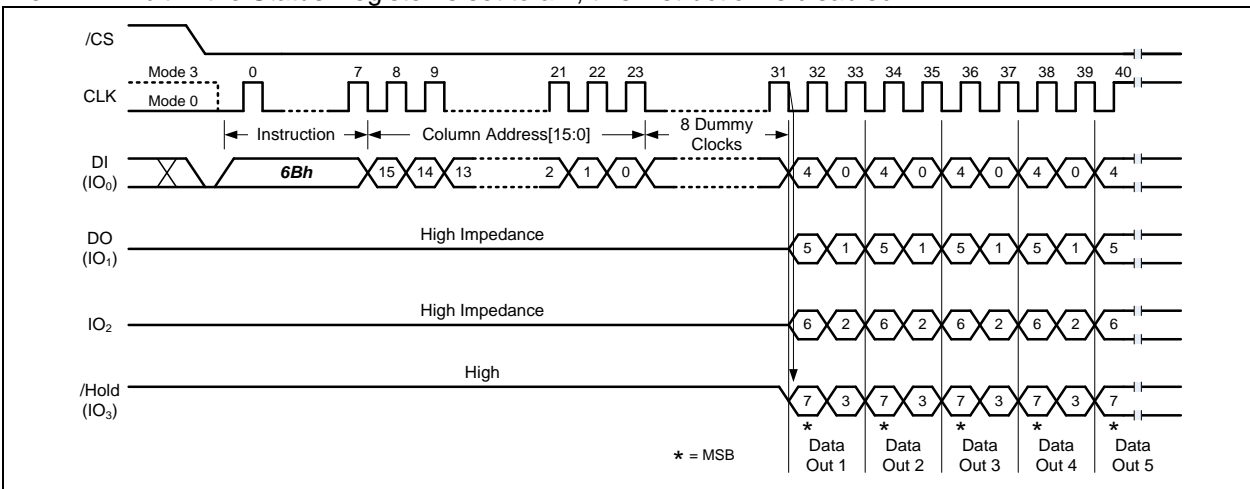 /CS
Mode 3 0 7 8 9 21 22 23 31 32 33 34 35 36 37 38 39 40
CLK
Mode 0
Instruction Column Address[15:0] 8 Dummy
Clocks
DI
(IO₀)
6Bh 15 14 13 2 1 0 4 0 4 0 4 0 4 0 4
High Impedance
DO
(IO₁)
5 1 5 1 5 1 5 1 5
High Impedance
IO₂ 6 2 6 2 6 2 6 2 6
High
/Hold
(IO₃)
7 3 7 3 7 3 7 3 7
* * * * *
* = MSB
Data Data Data Data Data
Out 1 Out 2 Out 3 Out 4 Out 5